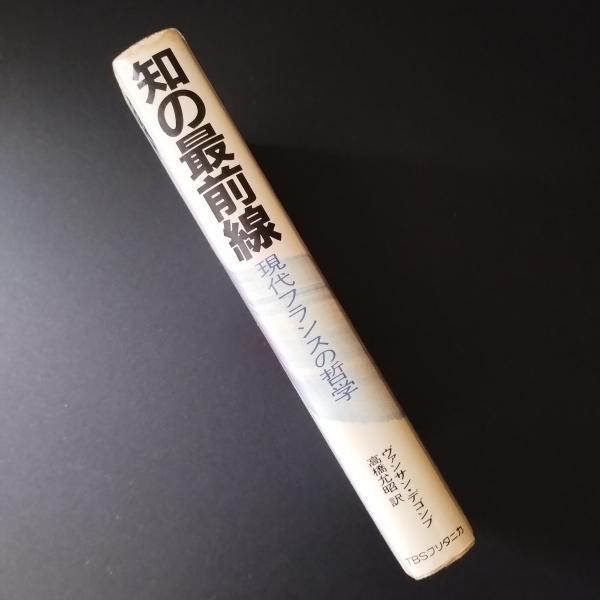 知の最前線
現代フランスの哲学
ヴァンサン・デコンブ
高橋允昭 訳
TBSブリタニカ